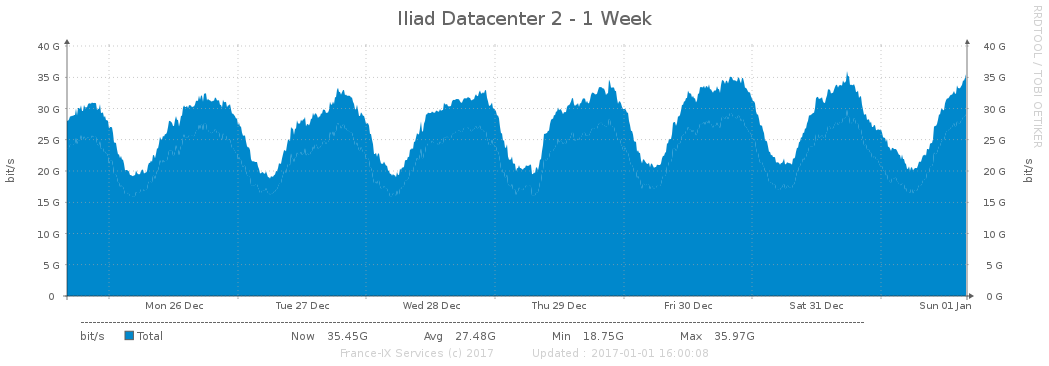 Iliad Datacenter 2 - 1 Week
RRDTOOL / TOBI OETIKER
40 G 40 G
35 G 35 G
30 G 30 G
25 G 25 G
20 G 20 G
15 G 15 G
10 G 10 G
5 G 5 G
0 0 G
bit/s
bit/s
Mon 26 Dec Tue 27 Dec Wed 28 Dec Thu 29 Dec Fri 30 Dec Sat 31 Dec Sun 01 Jan
bit/s Total Now 35.45G Avg 27.48G Min 18.75G Max 35.97G
France-IX Services (c) 2017 Updated : 2017-01-01 16:00:08